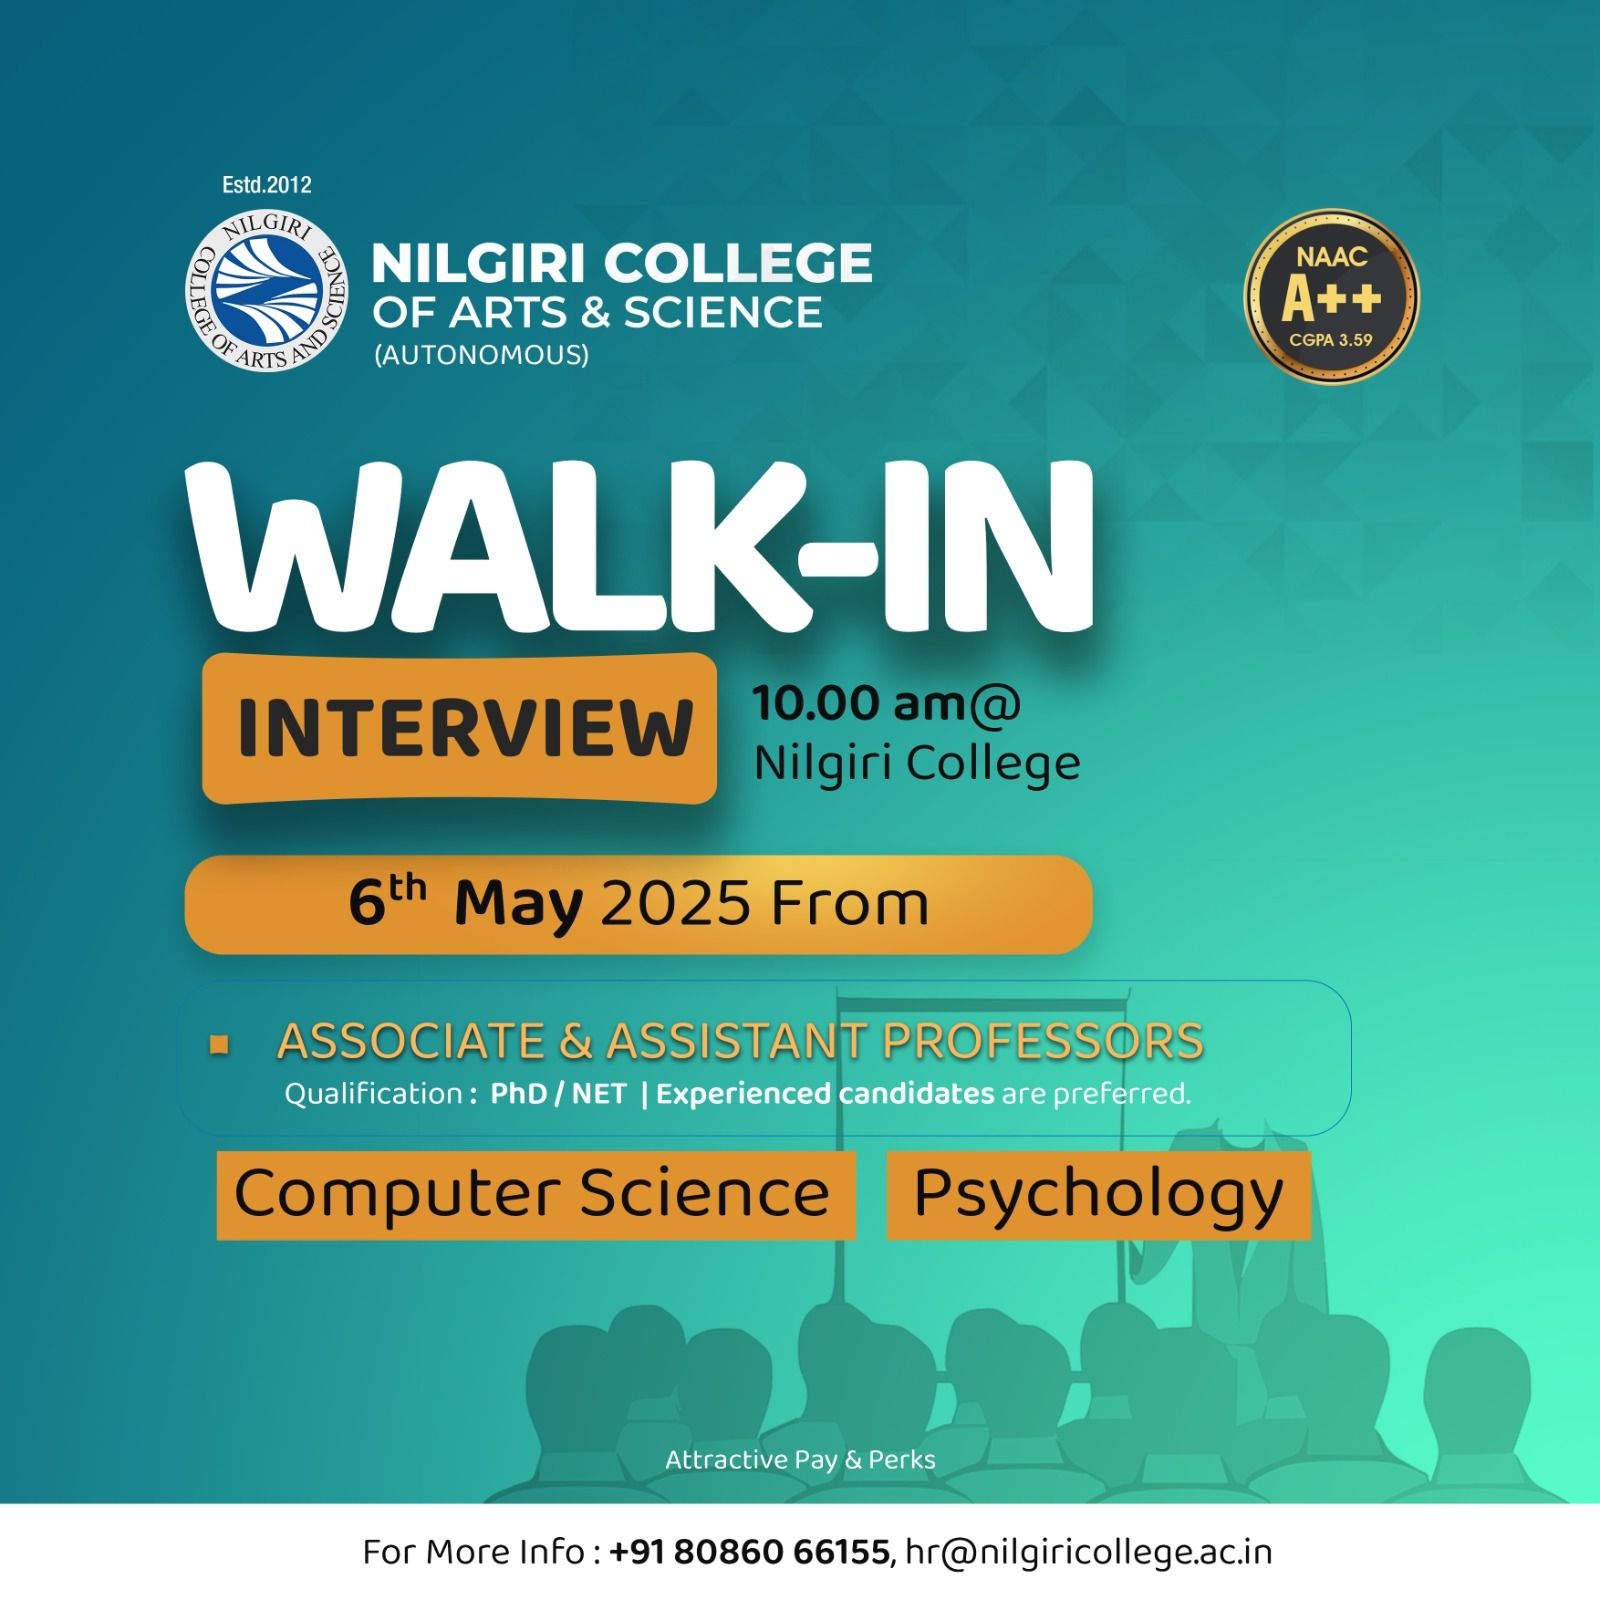 Estd.2012
NILGIRI COLLEGE OF ARTS AND SCIENCE
NILGIRI COLLEGE
OF ARTS & SCIENCE
(AUTONOMOUS)
NAAC
A++
CGPA 3.59
WALK-IN
INTERVIEW
10.00 am@
Nilgiri College
6th May 2025 From
ASSOCIATE & ASSISTANT PROFESSORS
Qualification : PhD / NET | Experienced candidates are preferred.
Computer Science
Psychology
Attractive Pay & Perks
For More Info : +91 80860 66155, hr@nilgiricollege.ac.in